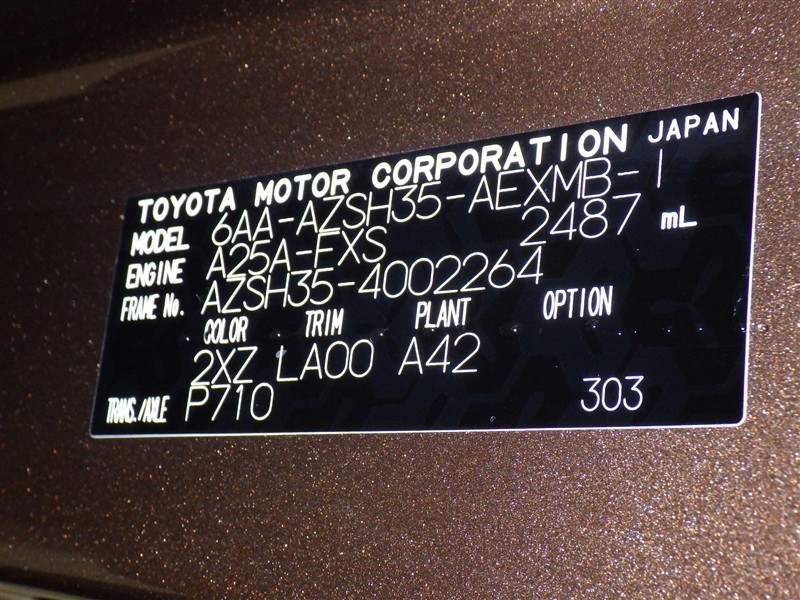 TOYOTA MOTOR CORPORATION JAPAN
MODEL 6AA-AZSH35-AEXMB-1
ENGINE A25A-FXS 2487 mL
FRAME No. AZSH35-4002264
COLOR TRIM PLANT OPTION
2XZ LA00 A42
TRANS./AXLE P710 303